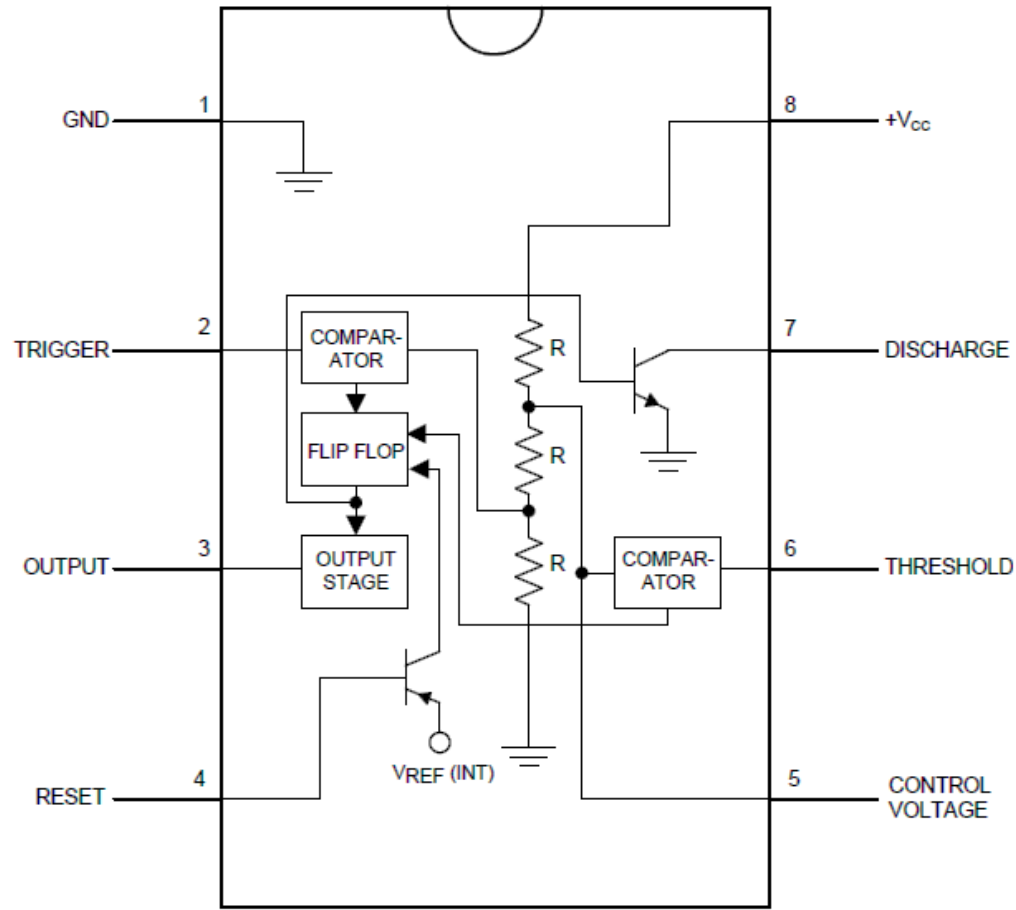 1
GND
8
+Vcc
2
TRIGGER
COMPAR-
ATOR
R
7
DISCHARGE
FLIP FLOP
R
3
OUTPUT
OUTPUT
STAGE
R
COMPAR-
ATOR
6
THRESHOLD
VREF (INT)
4
RESET
5
CONTROL
VOLTAGE